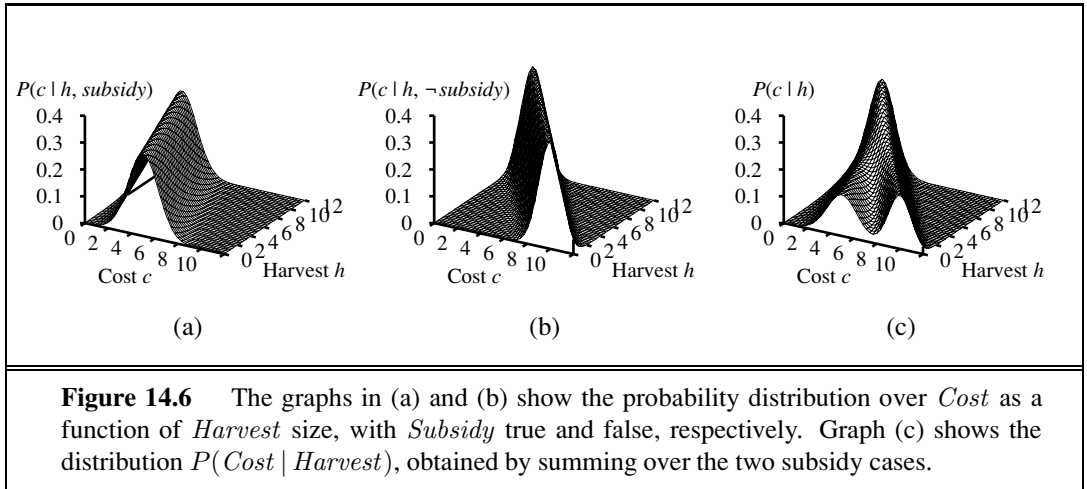 P(c | h, subsidy)
0.4
0.3
0.2
0.1
0
0 2 4 6 8 10
Cost c
0 2 4 6 8 10 12
Harvest h
(a)
P(c | h, ¬ subsidy)
0.4
0.3
0.2
0.1
0
0 2 4 6 8 10
Cost c
0 2 4 6 8 10 12
Harvest h
(b)
P(c | h)
0.4
0.3
0.2
0.1
0
0 2 4 6 8 10
Cost c
0 2 4 6 8 10 12
Harvest h
(c)
Figure 14.6 The graphs in (a) and (b) show the probability distribution over Cost as a
function of Harvest size, with Subsidy true and false, respectively. Graph (c) shows the
distribution P(Cost | Harvest), obtained by summing over the two subsidy cases.